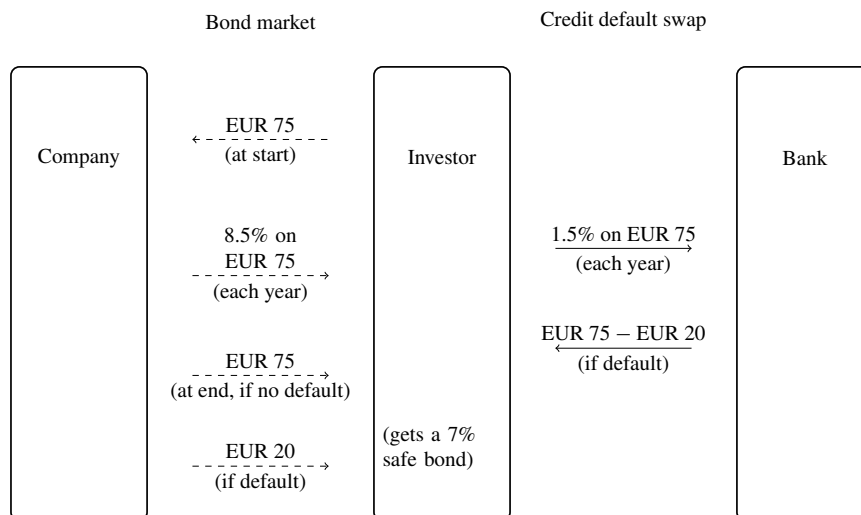 Bond market
Credit default swap
Company
EUR 75
(at start)
Investor
Bank
8.5% on
EUR 75
(each year)
1.5% on EUR 75
(each year)
EUR 75 − EUR 20
(if default)
EUR 75
(at end, if no default)
EUR 20
(if default)
(gets a 7%
safe bond)